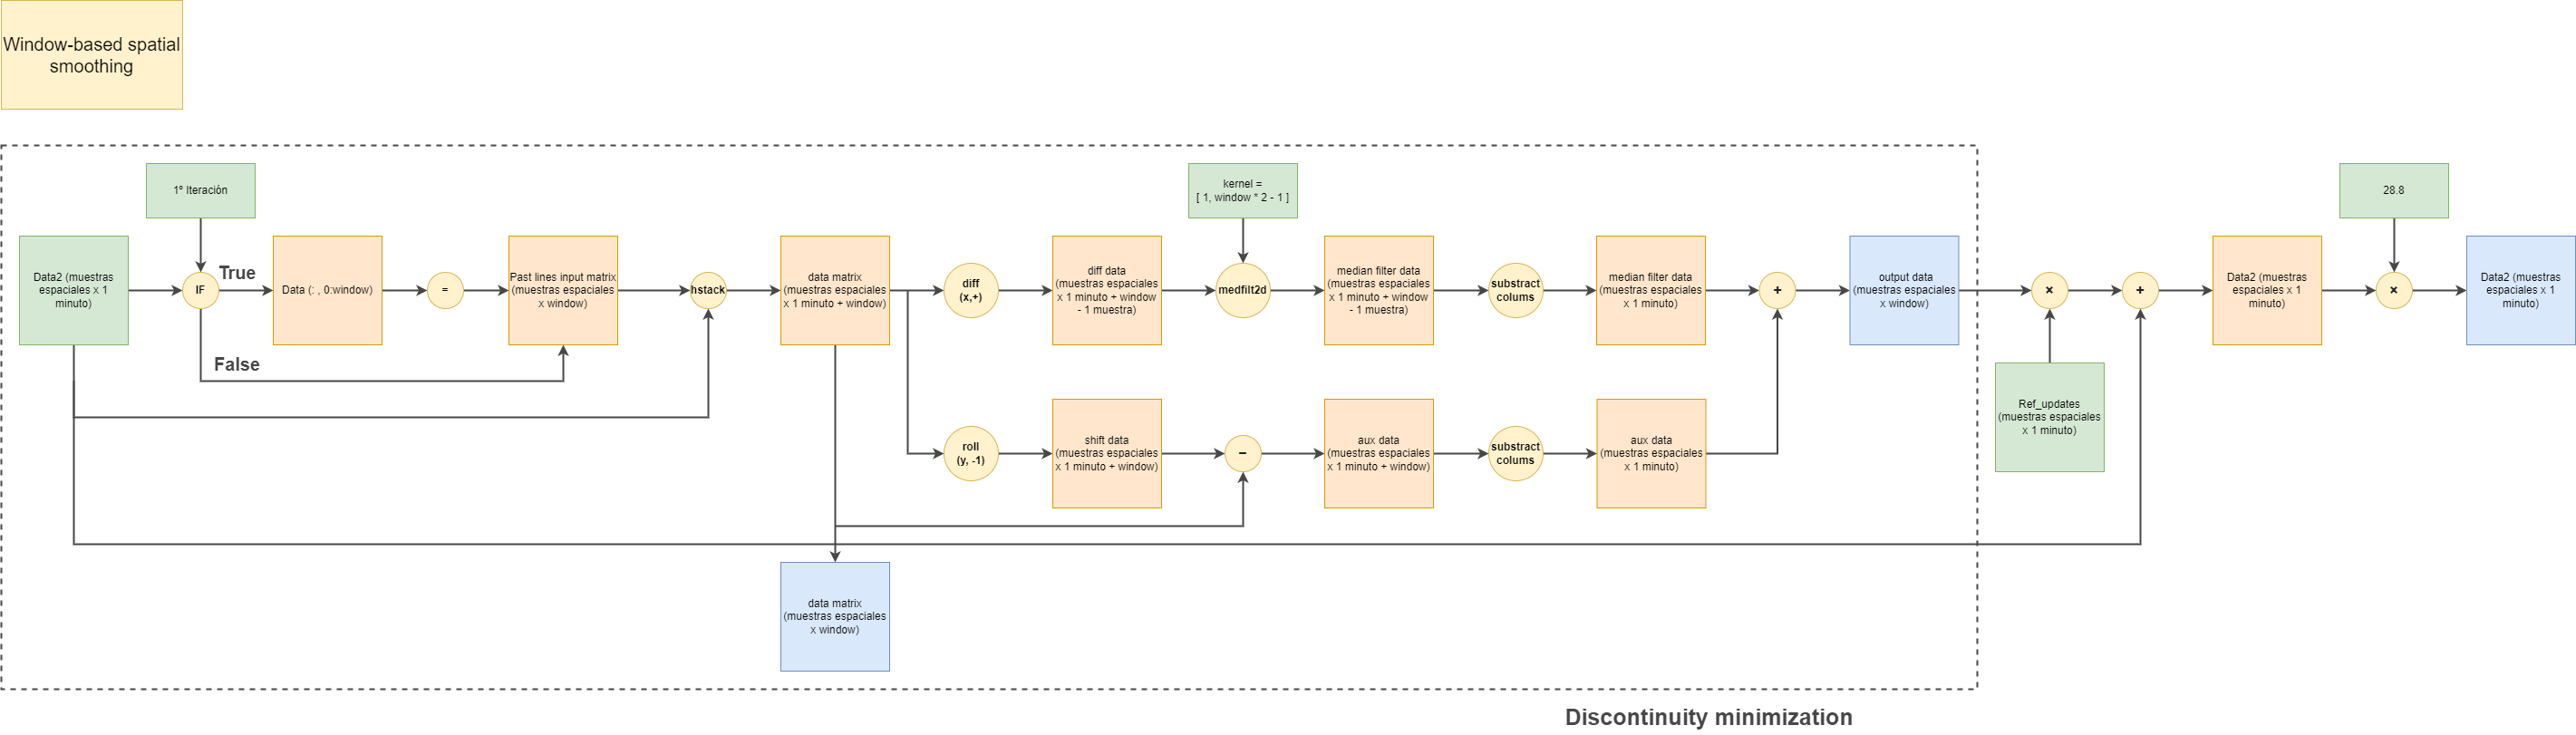 Window-based spatial
smoothing
1º Iteración
kernel =
[ 1, window * 2 - 1 ]
28.8
Data2 (muestras
espaciales x 1
minuto)
IF
True
False
Data (: , 0:window)
=
Past lines input matrix
(muestras espaciales
x window)
hstack
data matrix
(muestras espaciales
x 1 minuto + window)
diff
(x,+)
diff data
(muestras espaciales
x 1 minuto + window
- 1 muestra)
medfilt2d
median filter data
(muestras espaciales
x 1 minuto + window
- 1 muestra)
substract
colums
median filter data
(muestras espaciales
x 1 minuto)
+
output data
(muestras espaciales
x window)
×
+
Data2 (muestras
espaciales x 1
minuto)
×
Data2 (muestras
espaciales x 1
minuto)
roll
(y, -1)
shift data
(muestras espaciales
x 1 minuto + window)
−
aux data
(muestras espaciales
x 1 minuto + window)
substract
colums
aux data
(muestras espaciales
x 1 minuto)
Ref_updates
(muestras espaciales
x 1 minuto)
data matrix
(muestras espaciales
x window)
Discontinuity minimization